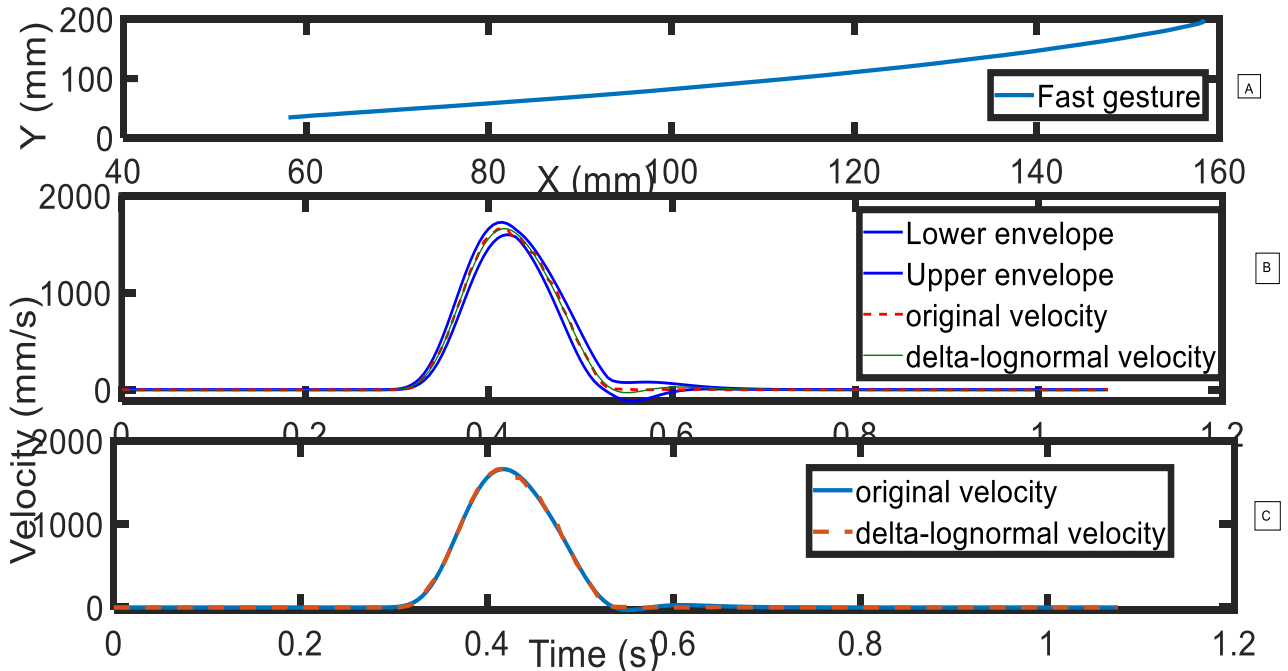 200
100
0
Y (mm)
Fast gesture
A
40 60 80 100 120 140 160
X (mm)
2000
1000
0
Lower envelope
Upper envelope
original velocity
delta-lognormal velocity
B
0 0.2 0.4 0.6 0.8 1 1.2
Velocity (mm/s)
2000
1000
0
original velocity
delta-lognormal velocity
C
0 0.2 0.4 0.6 0.8 1 1.2
Time (s)